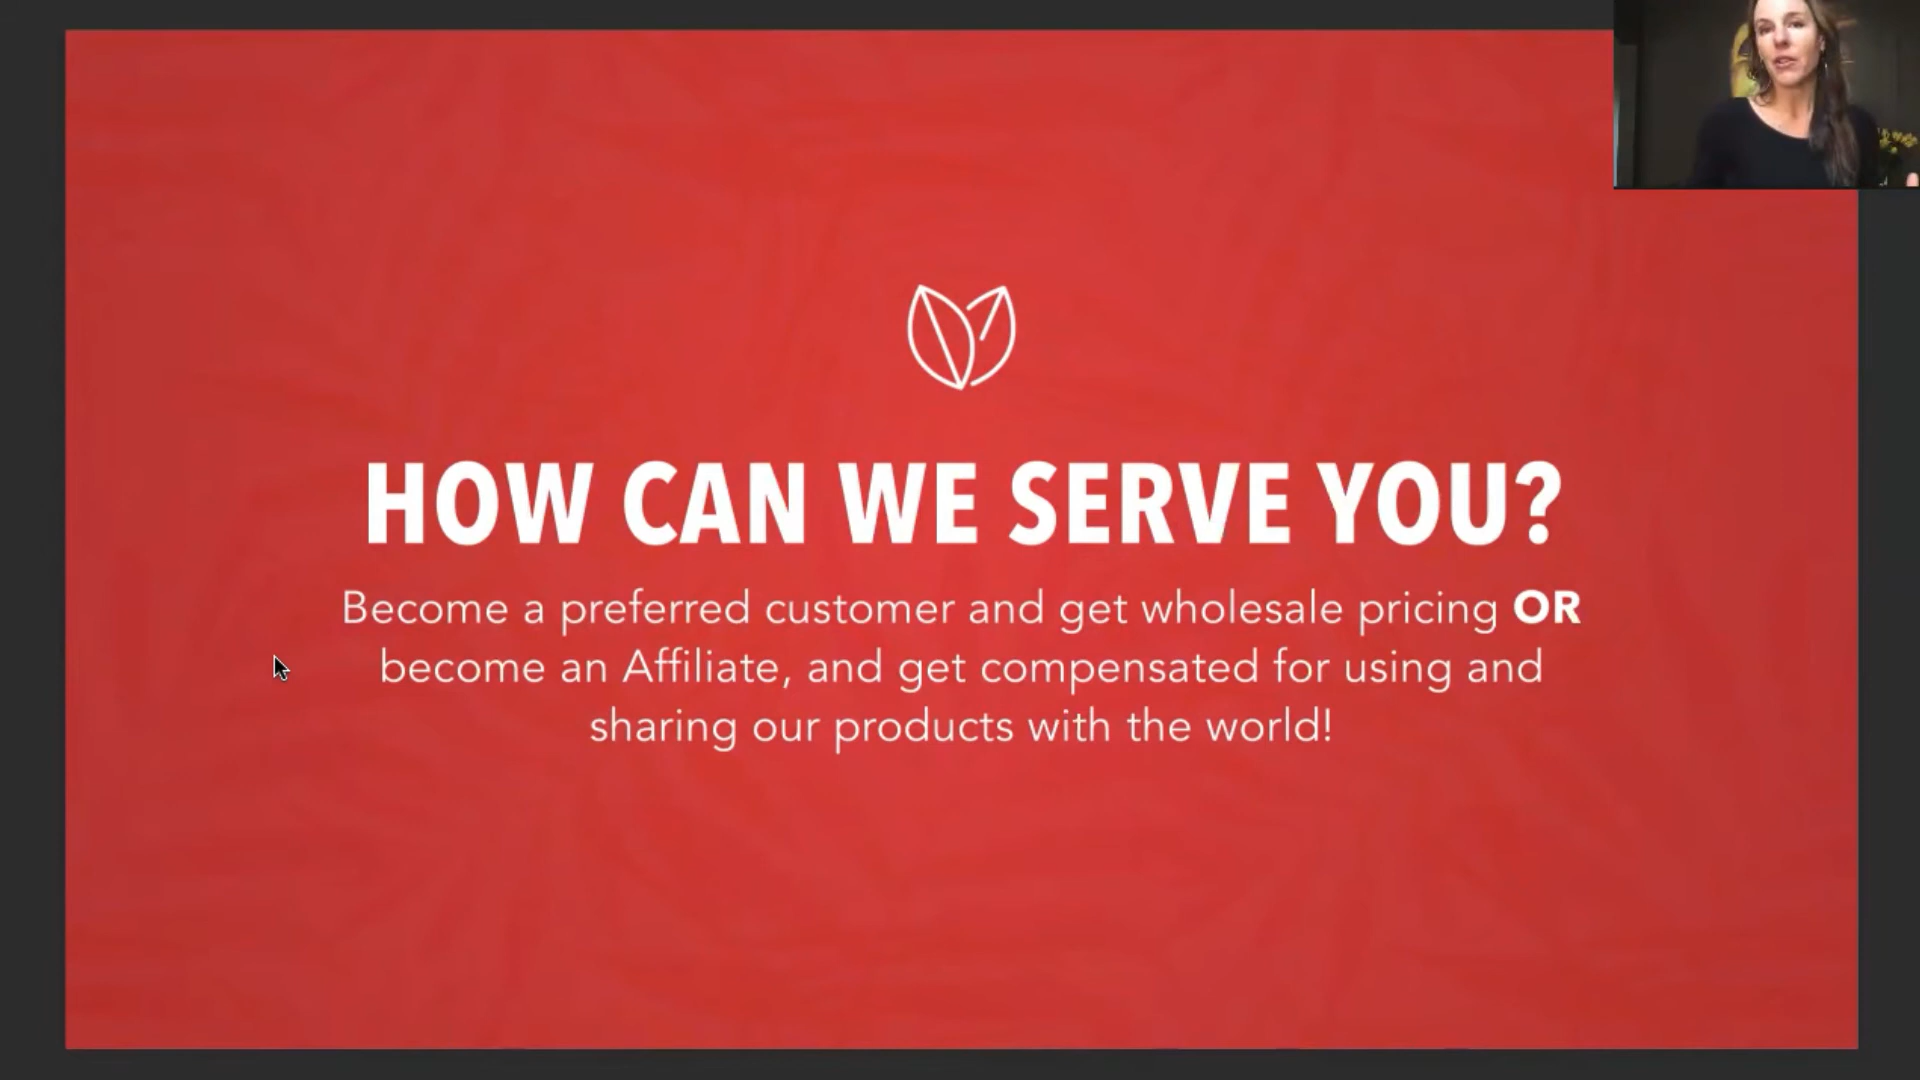 HOW CAN WE SERVE YOU?
Become a preferred customer and get wholesale pricing OR
become an Affiliate, and get compensated for using and
sharing our products with the world!